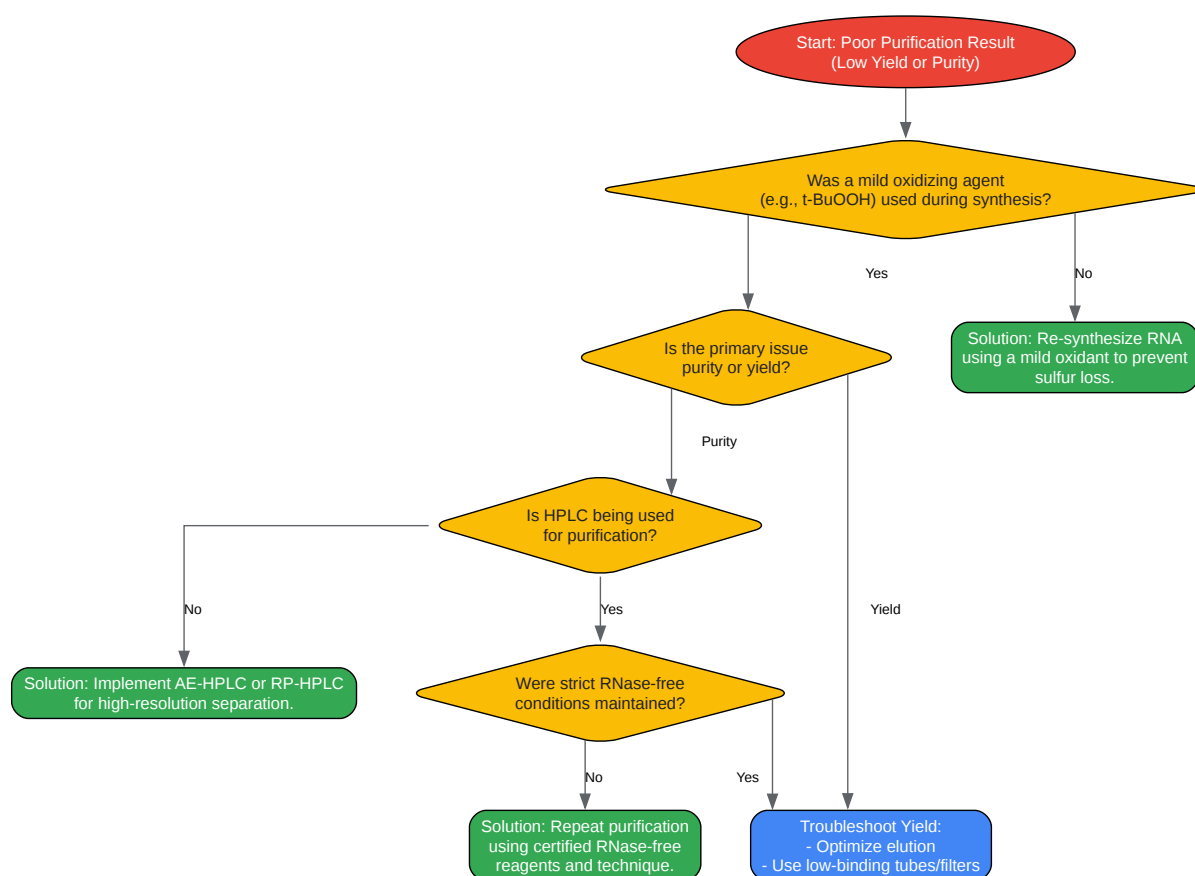 Start: Poor Purification Result
(Low Yield or Purity)
Was a mild oxidizing agent
(e.g., t-BuOOH) used during synthesis?
Yes
No
Is the primary issue
purity or yield?
Solution: Re-synthesize RNA
using a mild oxidant to prevent
sulfur loss.
Purity
Is HPLC being used
for purification?
No
Yes
Yield
Solution: Implement AE-HPLC or RP-HPLC
for high-resolution separation.
Were strict RNase-free
conditions maintained?
No
Yes
Solution: Repeat purification
using certified RNase-free
reagents and technique.
Troubleshoot Yield:
- Optimize elution
- Use low-binding tubes/filters